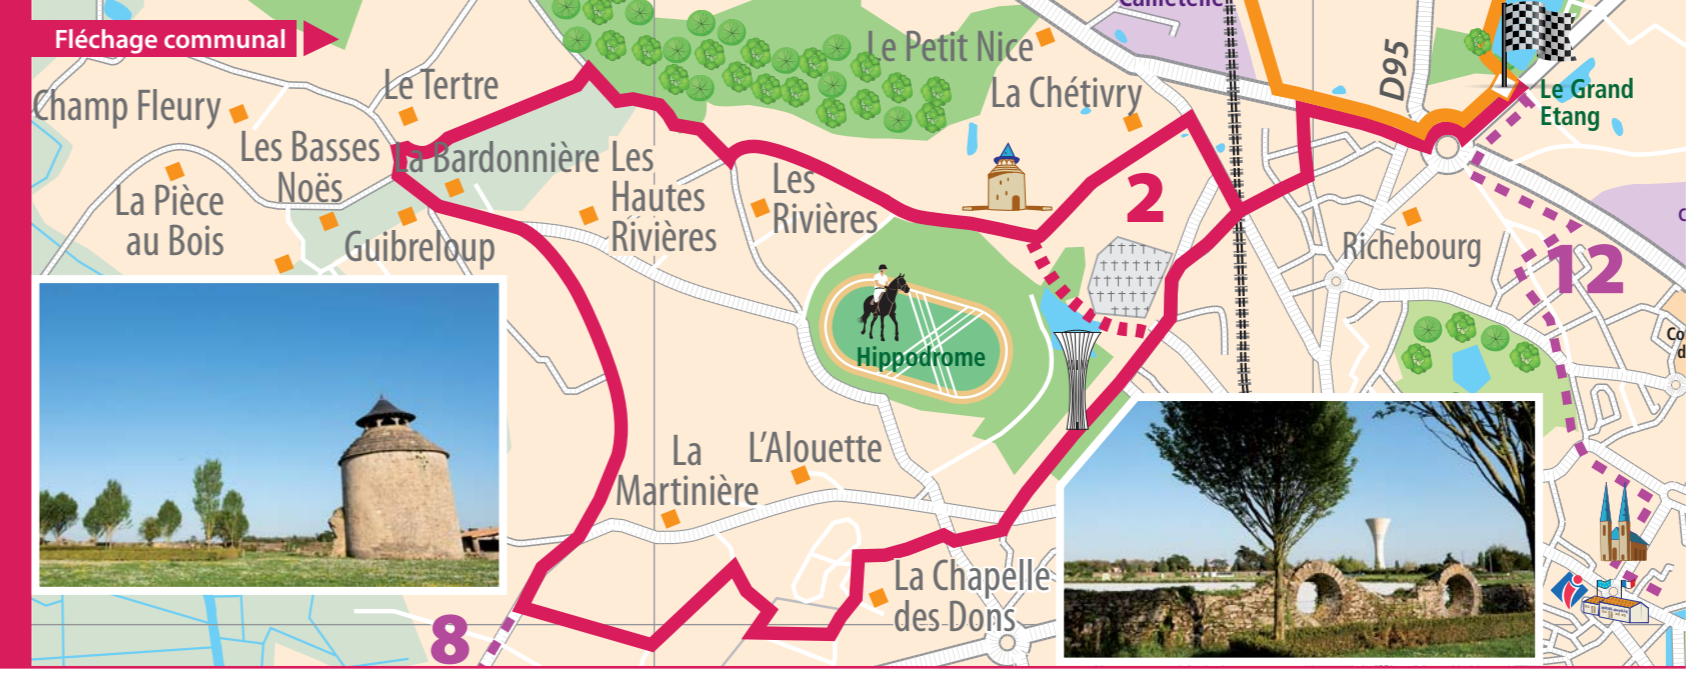 Fléchage communal
Camételle
Le Petit Nice
La Chétivry
D95
Le Grand
Etang
Champ Fleury
Le Tertre
Les Basses
Noës
La Bardonnière
Les
Hautes
Rivières
Les
Rivières
2
La Pièce
au Bois
Guibreloup
Richebourg
12
Hippodrome
La
Martinière
L'Alouette
La Chapelle
des Dons
8